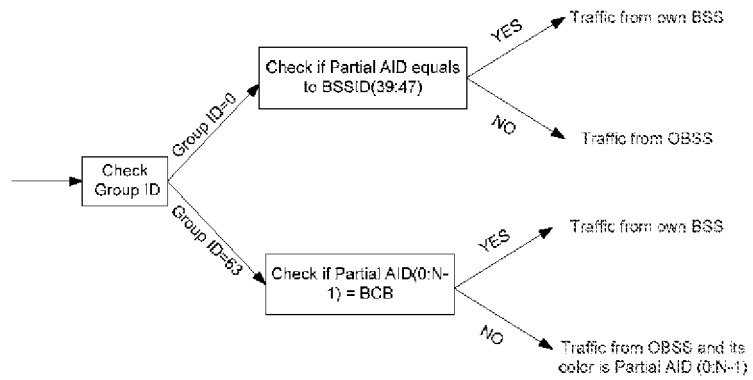 Traffic from own BSS
YES
Check if Partial AID equals
to BSSID(39:47)
Group ID=0
NO
Traffic from OBSS
Check
Group ID
Group ID=63
Traffic from own BSS
YES
Check if Partial AID(0:N-
1) = BCB
NO
Traffic from OBSS and its
color is Partial AID (0:N-1)